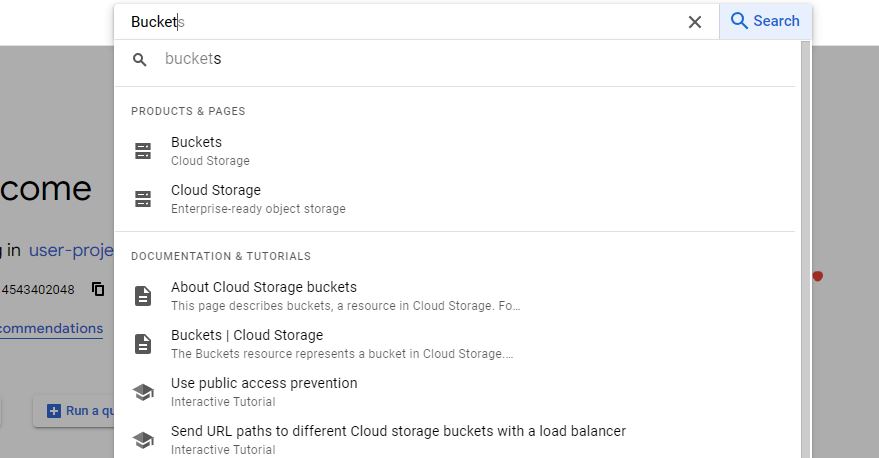 Buckets
Search
buckets
PRODUCTS & PAGES
Buckets
Cloud Storage
Cloud Storage
Enterprise-ready object storage
come
g in user-proje
DOCUMENTATION & TUTORIALS
4543402048
About Cloud Storage buckets
This page describes buckets, a resource in Cloud Storage. Fo...
commendations
Buckets | Cloud Storage
The Buckets resource represents a bucket in Cloud Storage....
Use public access prevention
Interactive Tutorial
Run a qu
Send URL paths to different Cloud storage buckets with a load balancer
Interactive Tutorial